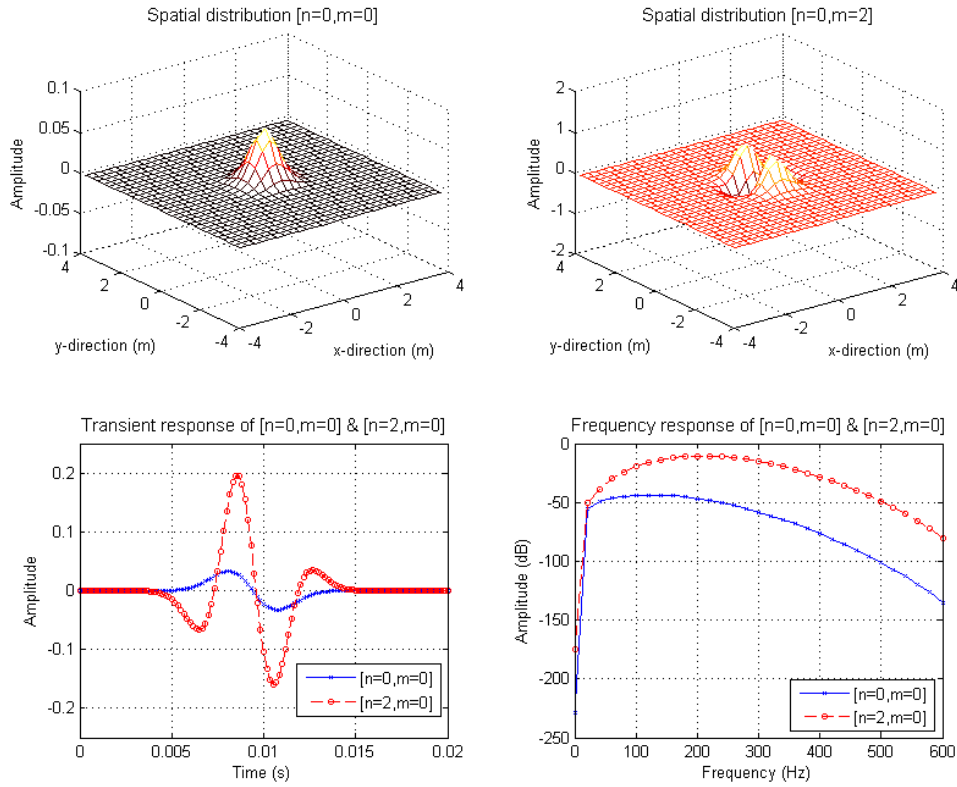 Spatial distribution [n=0,m=0]
0.1
0.05
0
-0.05
-0.1
Amplitude
4
2
0
-2
-4
y-direction (m)
-4
-2
0
2
4
x-direction (m)
Spatial distribution [n=0,m=2]
2
1
0
-1
-2
Amplitude
4
2
0
-2
-4
y-direction (m)
-4
-2
0
2
4
x-direction (m)
Transient response of [n=0,m=0] & [n=2,m=0]
0.2
0.1
0
-0.1
-0.2
Amplitude
[n=0,m=0]
[n=2,m=0]
0
0.005
0.01
0.015
0.02
Time (s)
Frequency response of [n=0,m=0] & [n=2,m=0]
0
-50
-100
-150
-200
-250
Amplitude (dB)
[n=0,m=0]
[n=2,m=0]
0
100
200
300
400
500
600
Frequency (Hz)